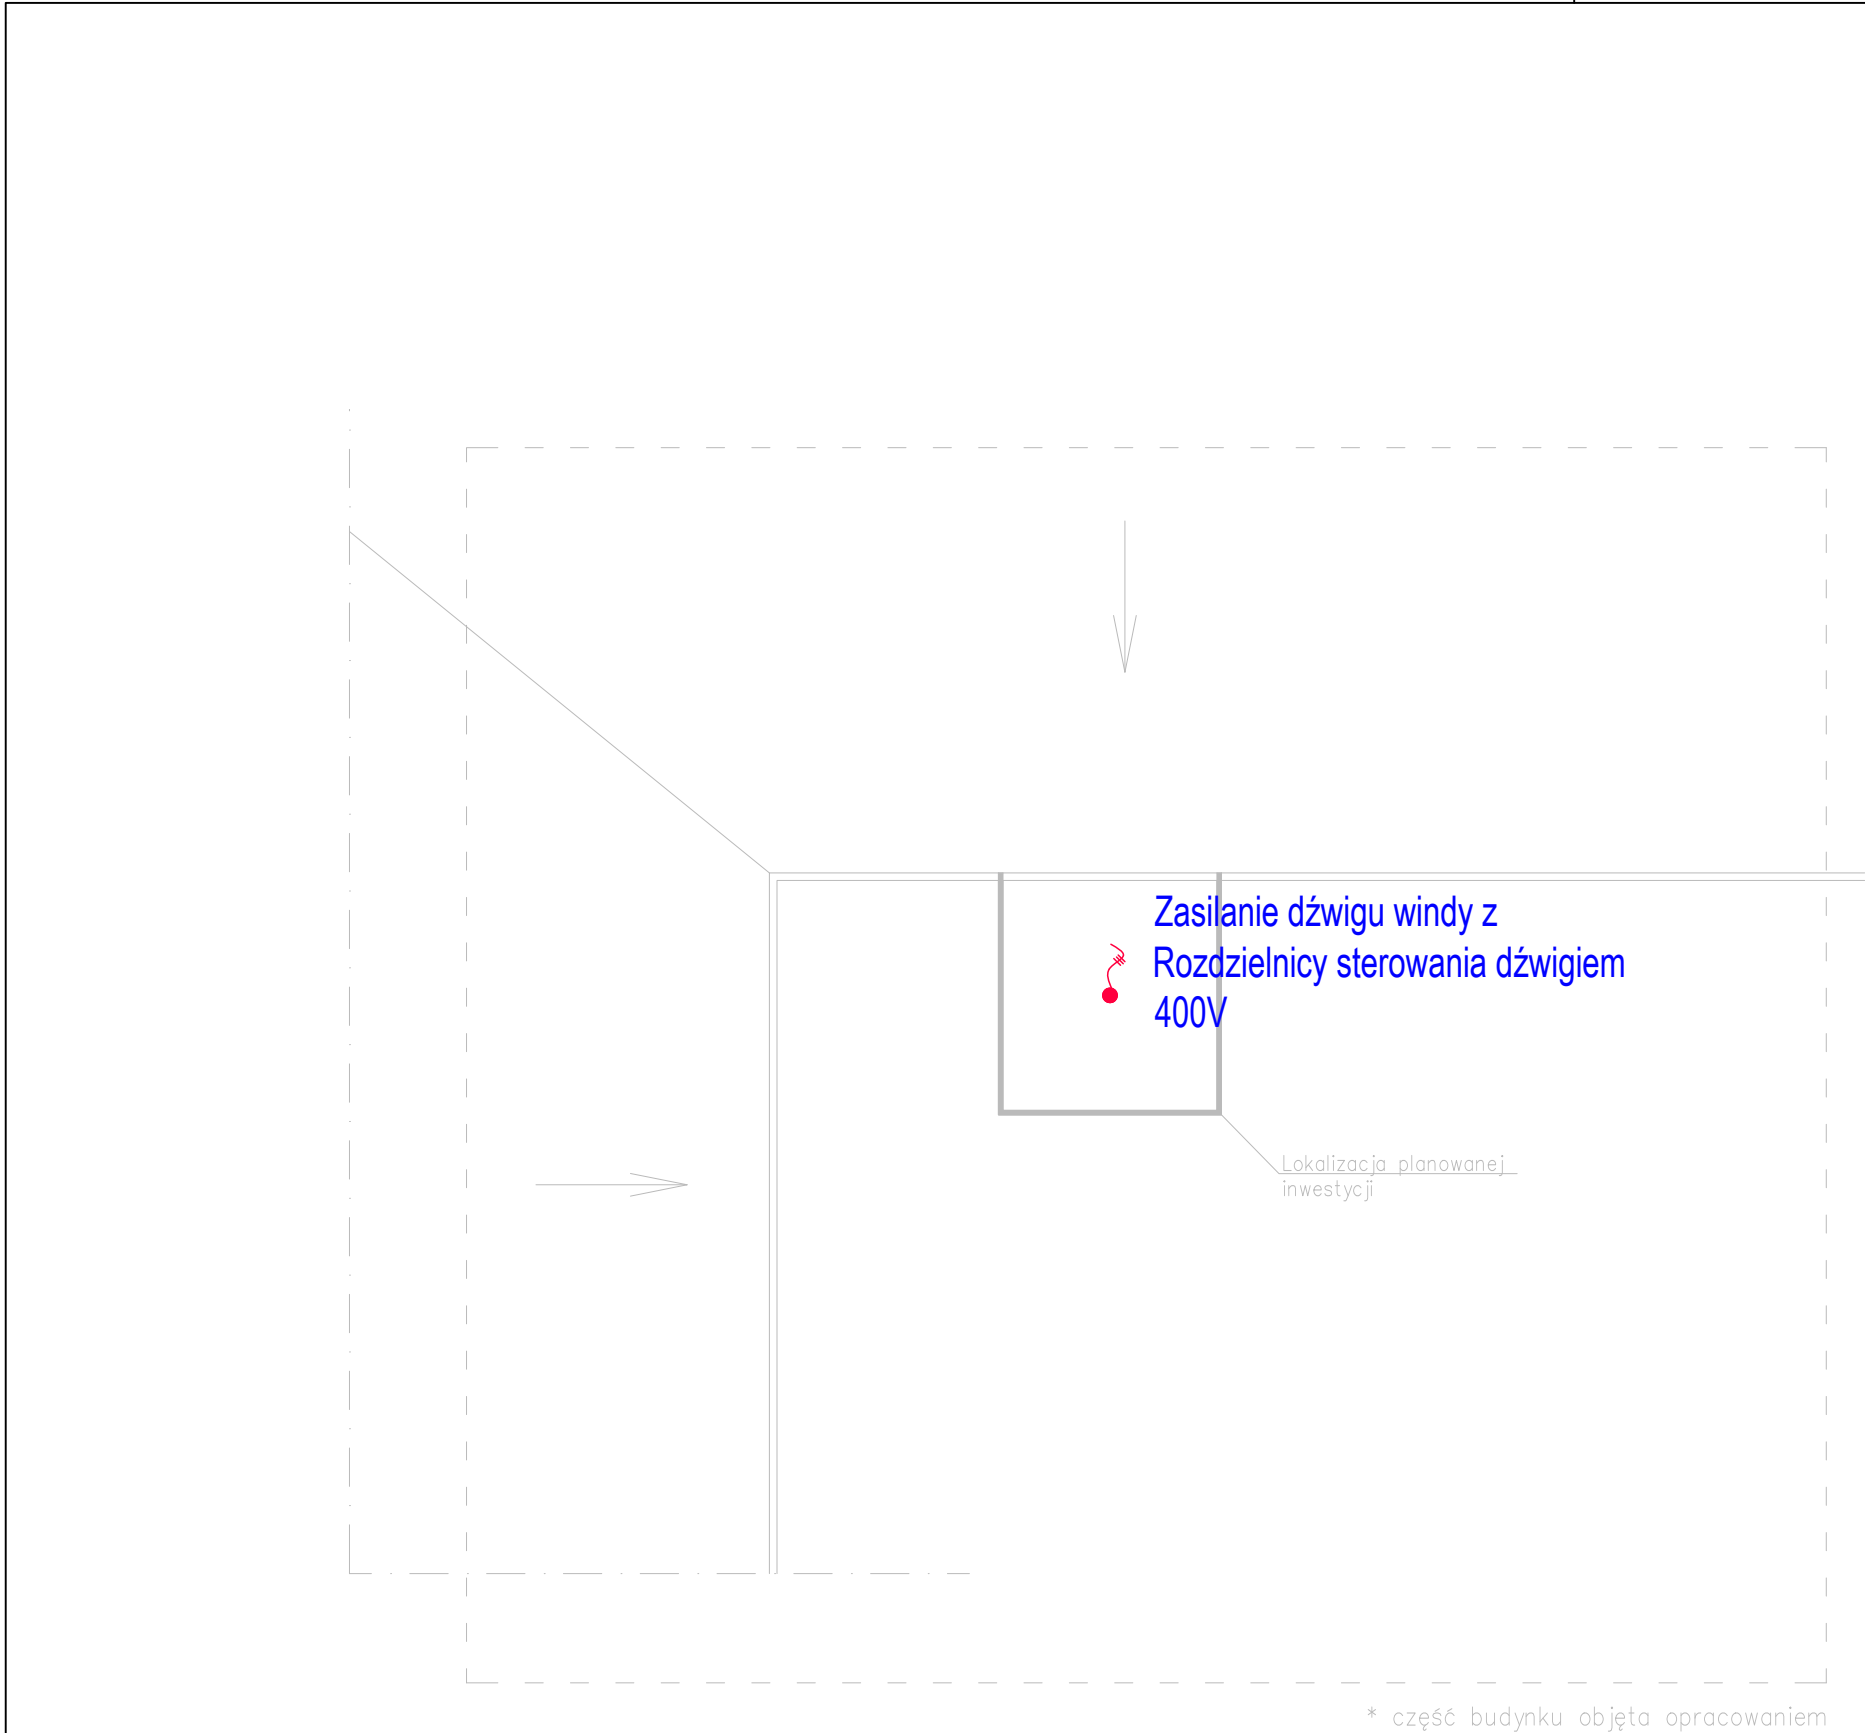 Zasilanie dźwigu windy z
Rozdzielnicy sterowania dźwigiem
400V
Lokalizacja planowanej
inwestycji
* część budynku objęta opracowaniem